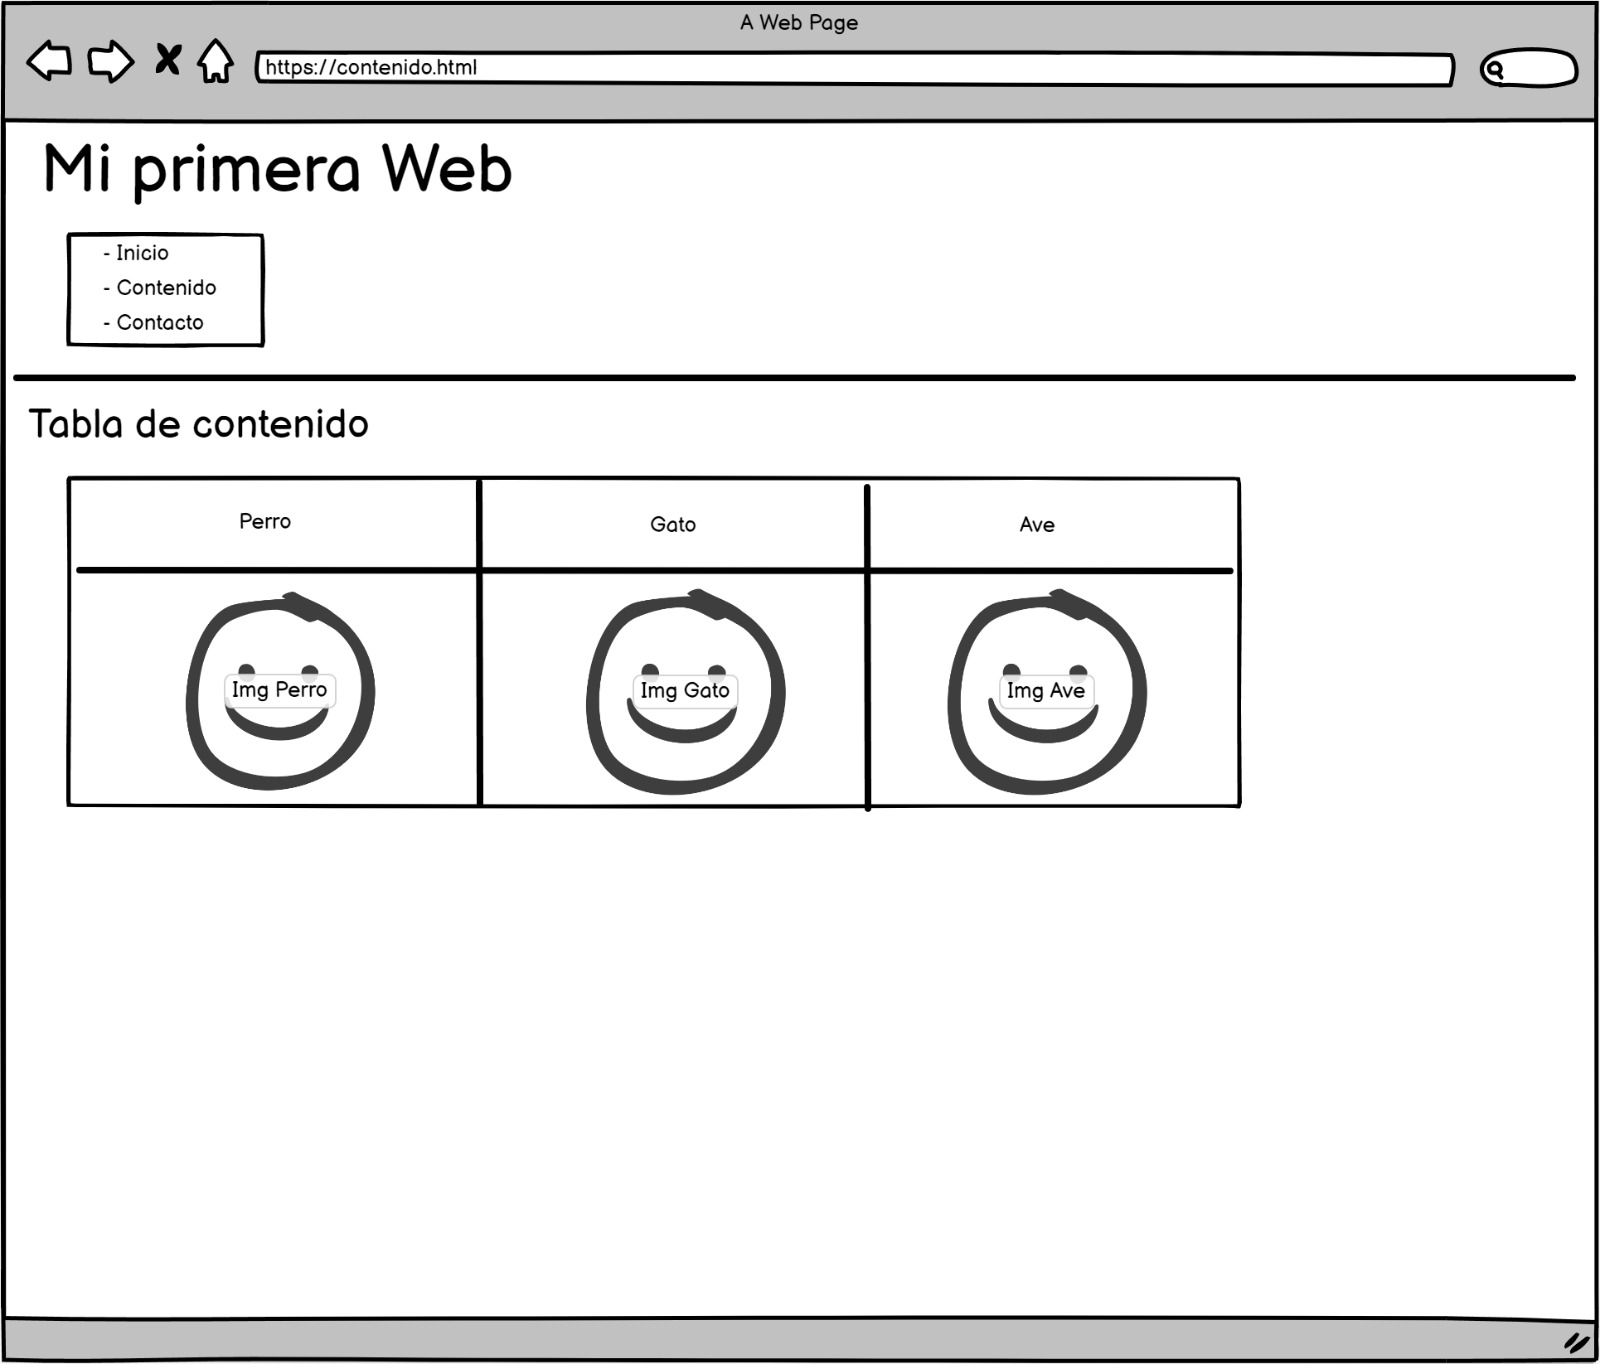 A Web Page
https://contenido.html
Mi primera Web
- Inicio
- Contenido
- Contacto
Tabla de contenido
Perro
Gato
Ave
Img Perro
Img Gato
Img Ave